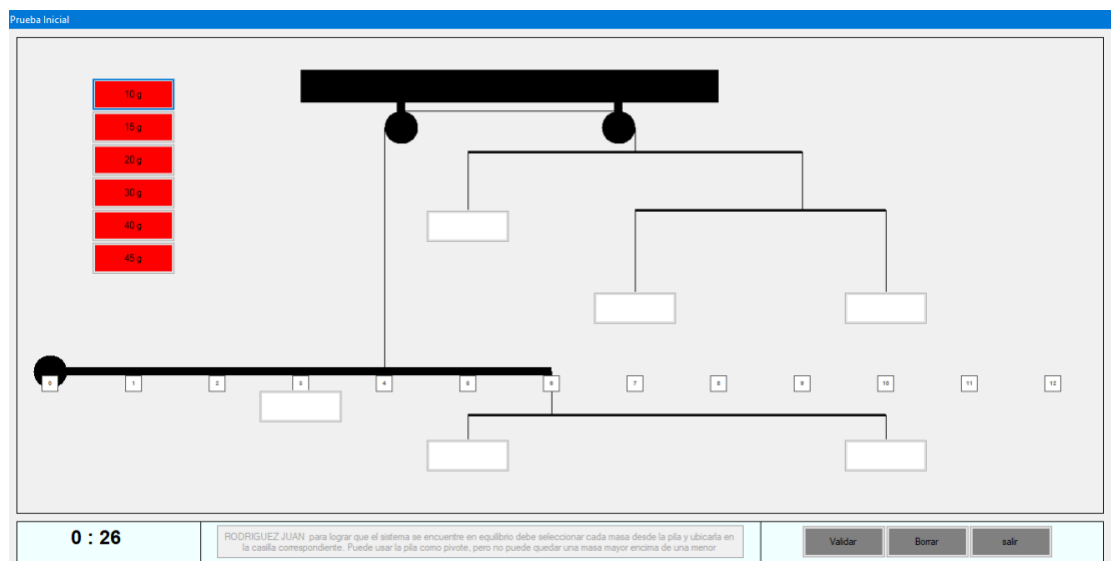 Prueba Inicial
10 g
15 g
20 g
30 g
40 g
45 g
0 1 2 3 4 5 6 7 8 9 10 11 12
0 : 26
RODRIGUEZ JUAN para lograr que el sistema se encuentre en equilibrio debe seleccionar cada masa desde la pila y ubicarla en
la casilla correspondiente. Puede usar la pila como pivote, pero no puede quedar una masa mayor encima de una menor
Validar Borrar salir